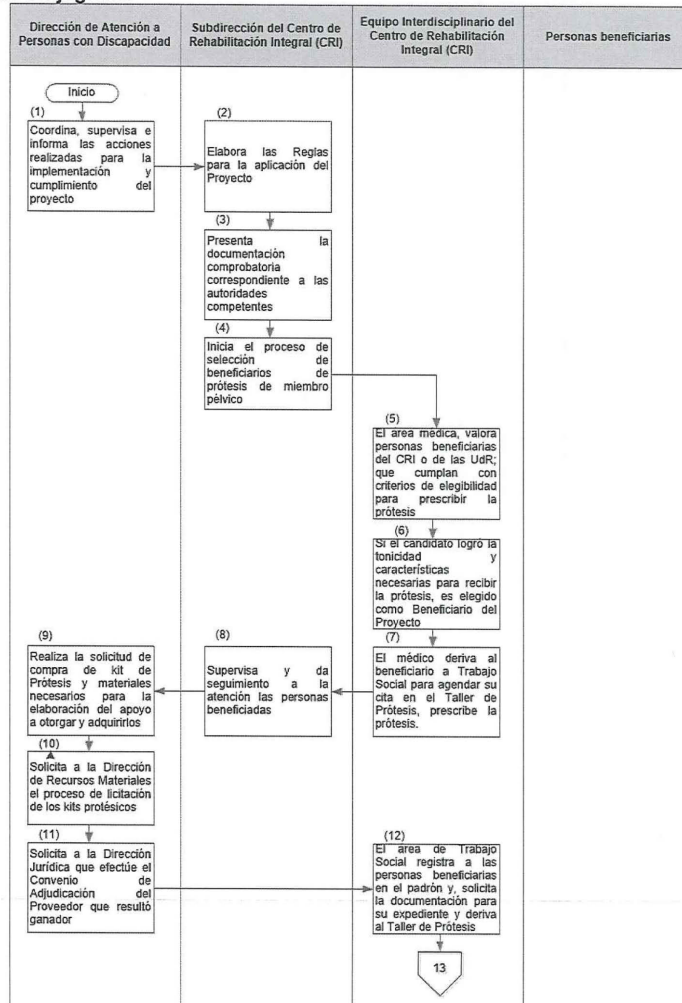 Dirección de Atención a
Personas con Discapacidad
Subdirección del Centro de
Rehabilitación Integral (CRI)
Equipo Interdisciplinario del
Centro de Rehabilitación
Integral (CRI)
Personas beneficiarias
Inicio
(1)
Coordina, supervisa e
informa las acciones
realizadas para la
implementación y
cumplimiento del
proyecto
(2)
Elabora las Reglas
para la aplicación del
Proyecto
(3)
Presenta la
documentación
comprobatoria
correspondiente a las
autoridades
competentes
(4)
Inicia el proceso de
selección de
beneficiarios de
prótesis de miembro
pélvico
(5)
El área médica, valora
personas beneficiarias
del CRI o de las UdR;
que cumplan con
criterios de elegibilidad
para prescribir la
prótesis
(6)
Si el candidato logró la
tonicidad y
características
necesarias para recibir
la prótesis, es elegido
como Beneficiario del
Proyecto
(7)
El médico deriva al
beneficiario a Trabajo
Social para agendar su
cita en el Taller de
Prótesis, prescribe la
prótesis.
(8)
Supervisa y da
seguimiento a la
atención las personas
beneficiadas
(9)
Realiza la solicitud de
compra de kit de
Prótesis y materiales
necesarios para la
elaboración del apoyo
a otorgar y adquirirlos
(10)
Solicita a la Dirección
de Recursos Materiales
el proceso de licitación
de los kits protésicos
(11)
Solicita a la Dirección
Jurídica que efectúe el
Convenio de
Adjudicación del
Proveedor que resultó
ganador
(12)
El área de Trabajo
Social registra a las
personas beneficiarias
en el padrón y, solicita
la documentación para
su expediente y deriva
al Taller de Prótesis
13